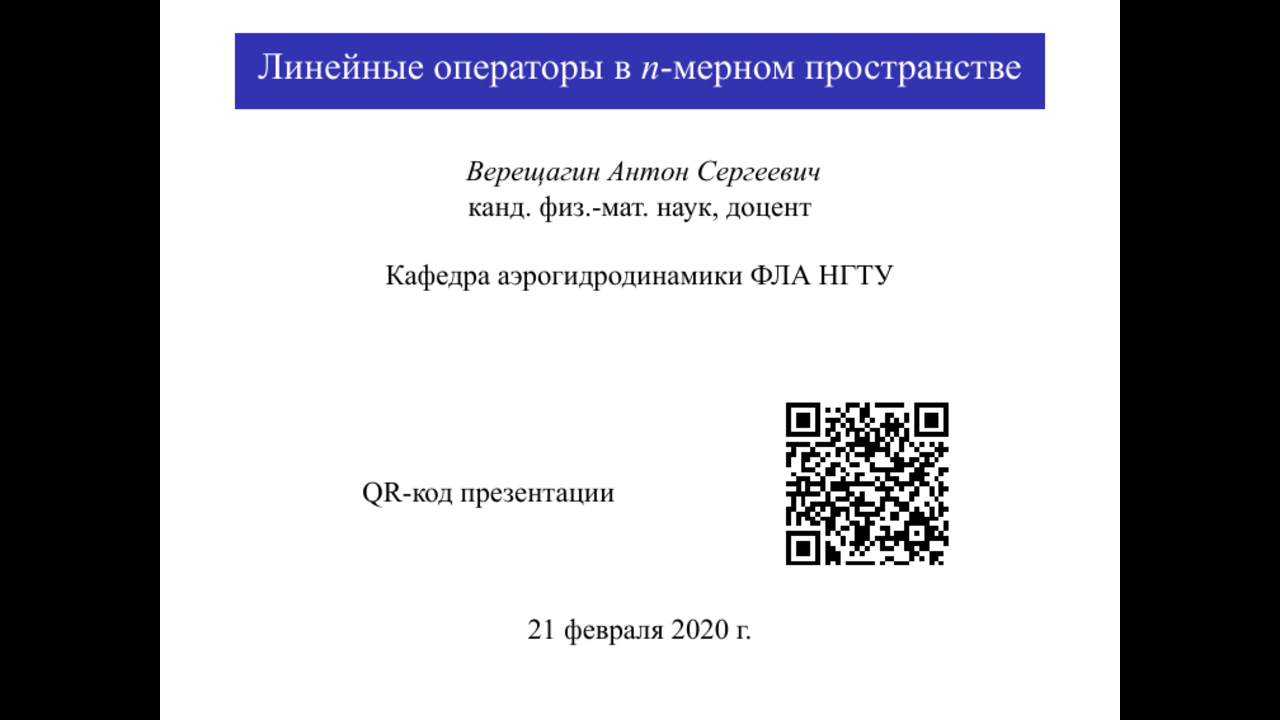 Линейные операторы в n-мерном пространстве
Верещагин Антон Сергеевич
канд. физ.-мат. наук, доцент
Кафедра аэрогидродинамики ФЛА НГТУ
QR-код презентации
21 февраля 2020 г.